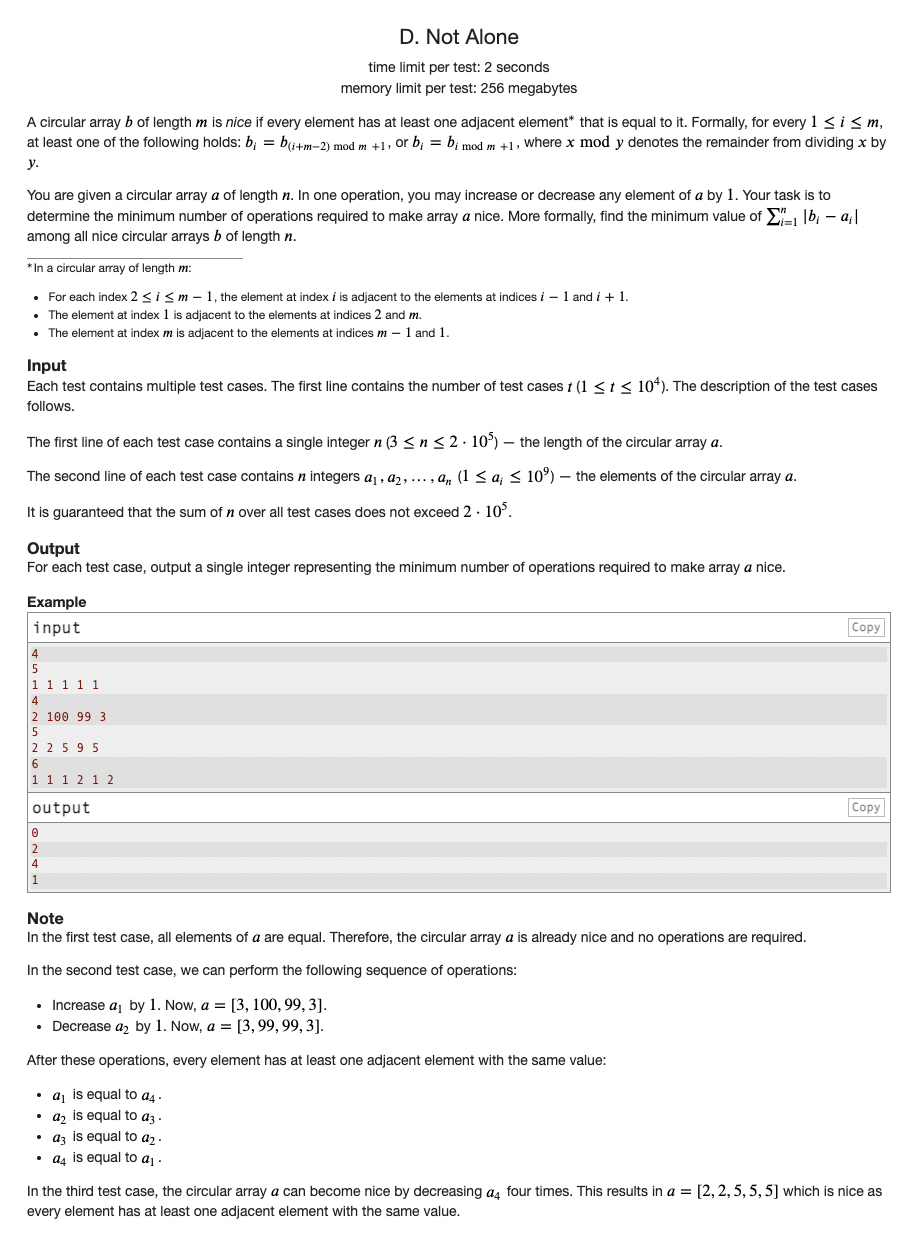 D. Not Alone
time limit per test: 2 seconds
memory limit per test: 256 megabytes
A circular array b of length m is nice if every element has at least one adjacent element* that is equal to it. Formally, for every 1 ≤ i ≤ m,
at least one of the following holds: b_i = b_{(i+m−2) mod m +1}, or b_i = b_{i mod m +1}, where x mod y denotes the remainder from dividing x by
y.
You are given a circular array a of length n. In one operation, you may increase or decrease any element of a by 1. Your task is to
determine the minimum number of operations required to make array a nice. More formally, find the minimum value of ∑_{i=1}^{n} |b_i − a_i|
among all nice circular arrays b of length n.
*In a circular array of length m:
• For each index 2 ≤ i ≤ m − 1, the element at index i is adjacent to the elements at indices i − 1 and i + 1.
• The element at index 1 is adjacent to the elements at indices 2 and m.
• The element at index m is adjacent to the elements at indices m − 1 and 1.
Input
Each test contains multiple test cases. The first line contains the number of test cases t (1 ≤ t ≤ 10^4). The description of the test cases
follows.
The first line of each test case contains a single integer n (3 ≤ n ≤ 2 · 10^5) — the length of the circular array a.
The second line of each test case contains n integers a_1, a_2, … , a_n (1 ≤ a_i ≤ 10^9) — the elements of the circular array a.
It is guaranteed that the sum of n over all test cases does not exceed 2 · 10^5.
Output
For each test case, output a single integer representing the minimum number of operations required to make array a nice.
Example
input Copy
4
5
1 1 1 1 1
4
2 100 99 3
5
2 2 5 9 5
6
1 1 1 2 1 2
output Copy
0
2
4
1
Note
In the first test case, all elements of a are equal. Therefore, the circular array a is already nice and no operations are required.
In the second test case, we can perform the following sequence of operations:
• Increase a_1 by 1. Now, a = [3, 100, 99, 3].
• Decrease a_2 by 1. Now, a = [3, 99, 99, 3].
After these operations, every element has at least one adjacent element with the same value:
• a_1 is equal to a_4.
• a_2 is equal to a_3.
• a_3 is equal to a_2.
• a_4 is equal to a_1.
In the third test case, the circular array a can become nice by decreasing a_4 four times. This results in a = [2, 2, 5, 5, 5] which is nice as
every element has at least one adjacent element with the same value.